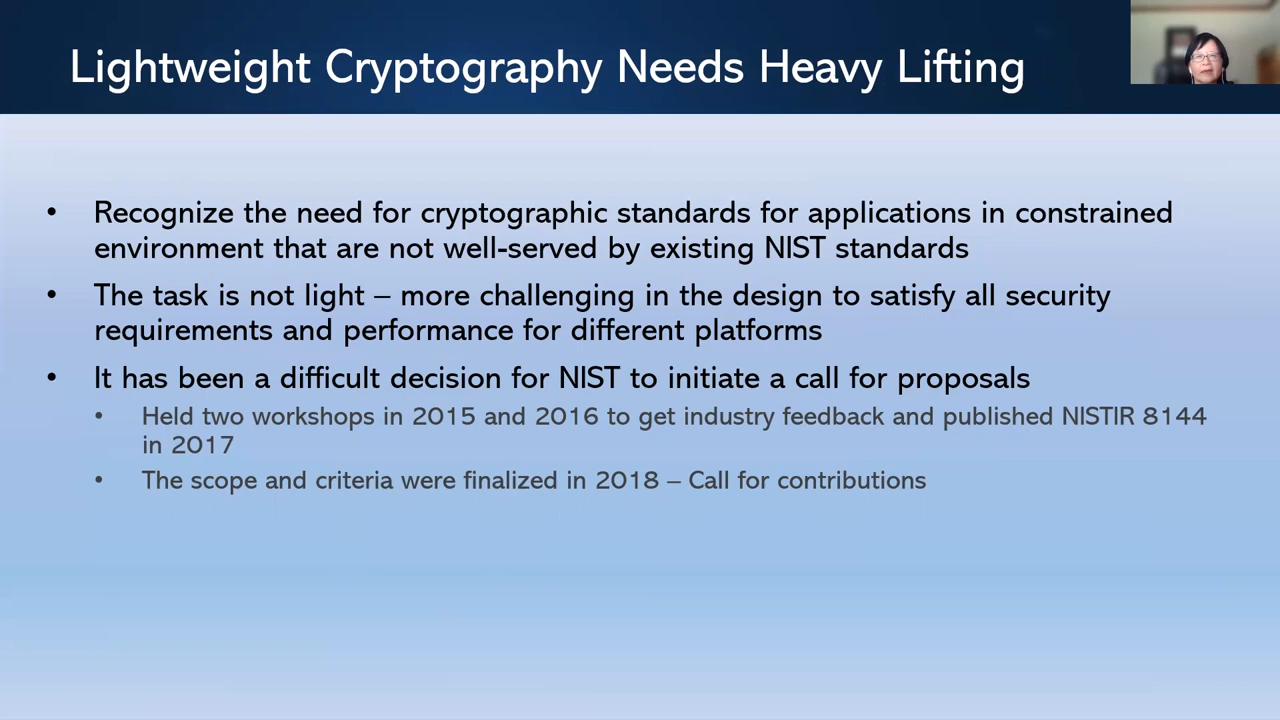 Lightweight Cryptography Needs Heavy Lifting
• Recognize the need for cryptographic standards for applications in constrained
environment that are not well-served by existing NIST standards
• The task is not light – more challenging in the design to satisfy all security
requirements and performance for different platforms
• It has been a difficult decision for NIST to initiate a call for proposals
• Held two workshops in 2015 and 2016 to get industry feedback and published NISTIR 8144
in 2017
• The scope and criteria were finalized in 2018 – Call for contributions